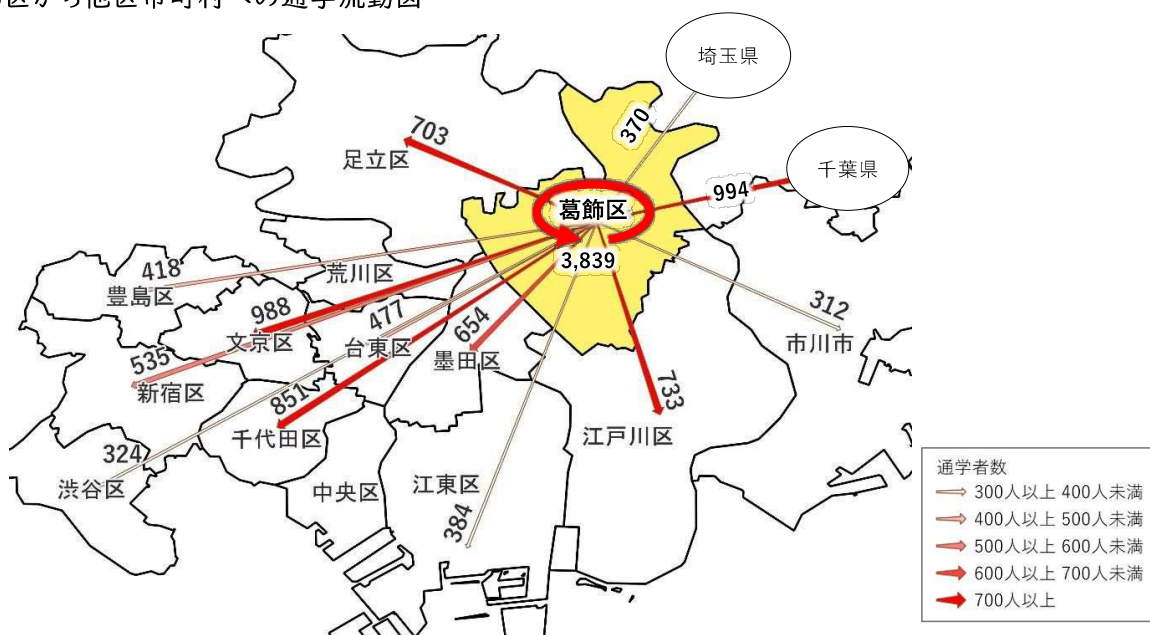 区から他区市町村への通学流動図
埼玉県
370
703
足立区
千葉県
994
葛飾区
3,839
418
豊島区
荒川区
988
文京区
477
台東区
654
墨田区
312
市川市
535
新宿区
851
千代田区
733
江戸川区
324
渋谷区
中央区
江東区
384
通学者数
300人以上 400人未満
400人以上 500人未満
500人以上 600人未満
600人以上 700人未満
700人以上